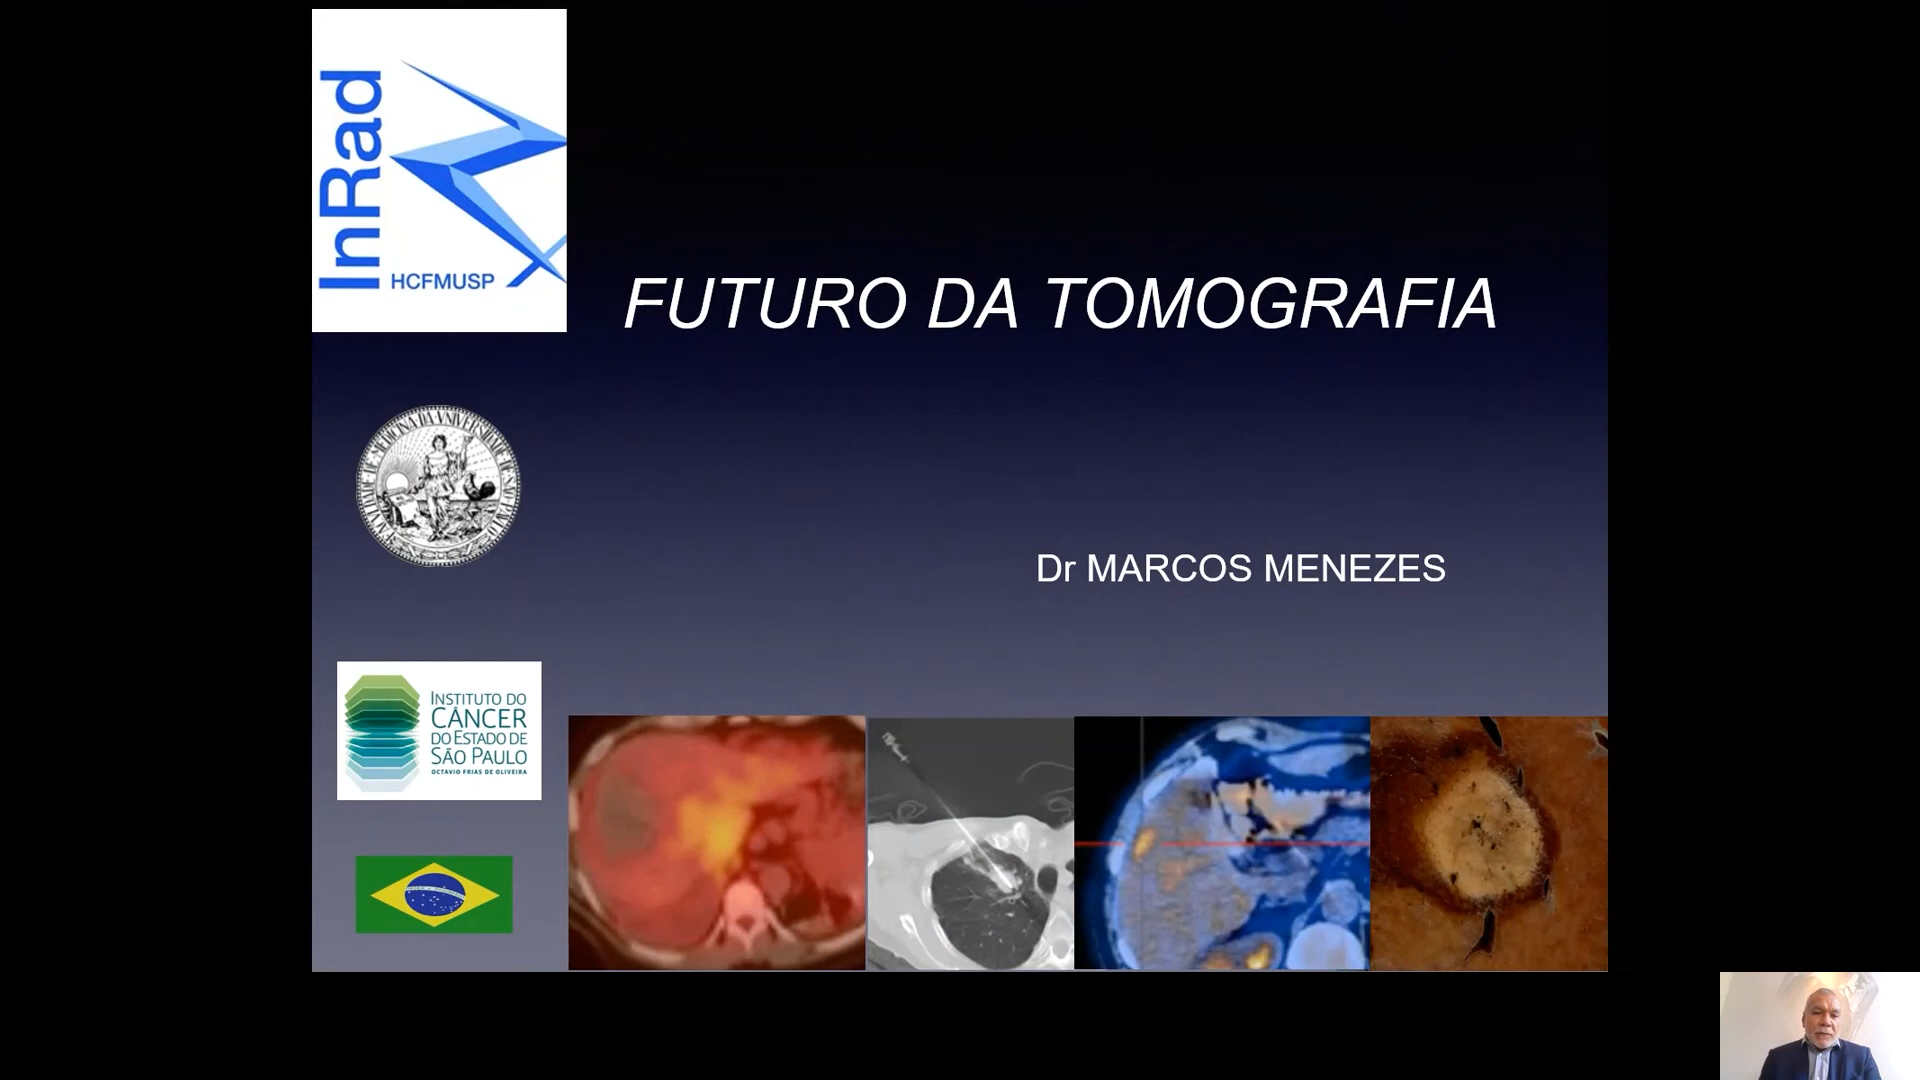 InRad
HCFMUSP
FUTURO DA TOMOGRAFIA
Dr MARCOS MENEZES
INSTITUTO DO
CÂNCER
DO ESTADO DE
SÃO PAULO
OCTAVIO FRIAS DE OLIVEIRA